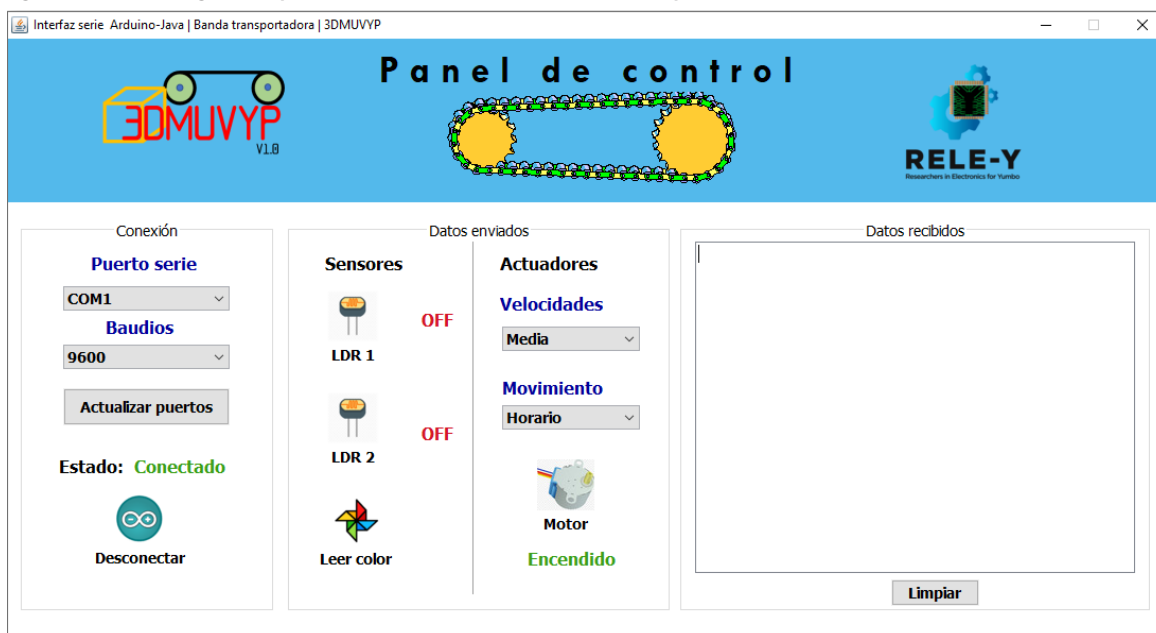 Interfaz serie Arduino-Java | Banda transportadora | 3DMUVYP
Panel de control
3DMUVYP
V1.0
RELE-Y
Researchers in Electronics for Yumbo
Conexión
Puerto serie
COM1
Baudios
9600
Actualizar puertos
Estado: Conectado
Desconectar
Datos enviados
Sensores
OFF
LDR 1
OFF
LDR 2
Leer color
Actuadores
Velocidades
Media
Movimiento
Horario
Motor
Encendido
Datos recibidos
Limpiar